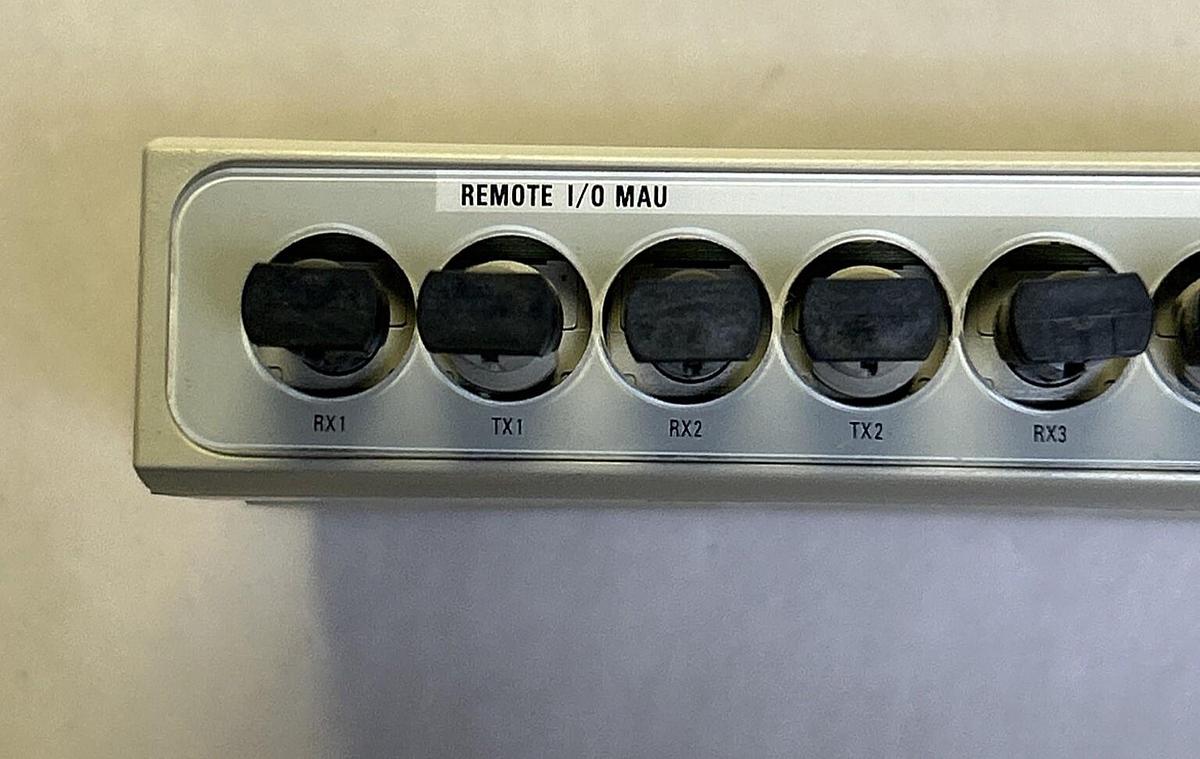 REMOTE I/O MAU
RX1 TX1 RX2 TX2 RX3